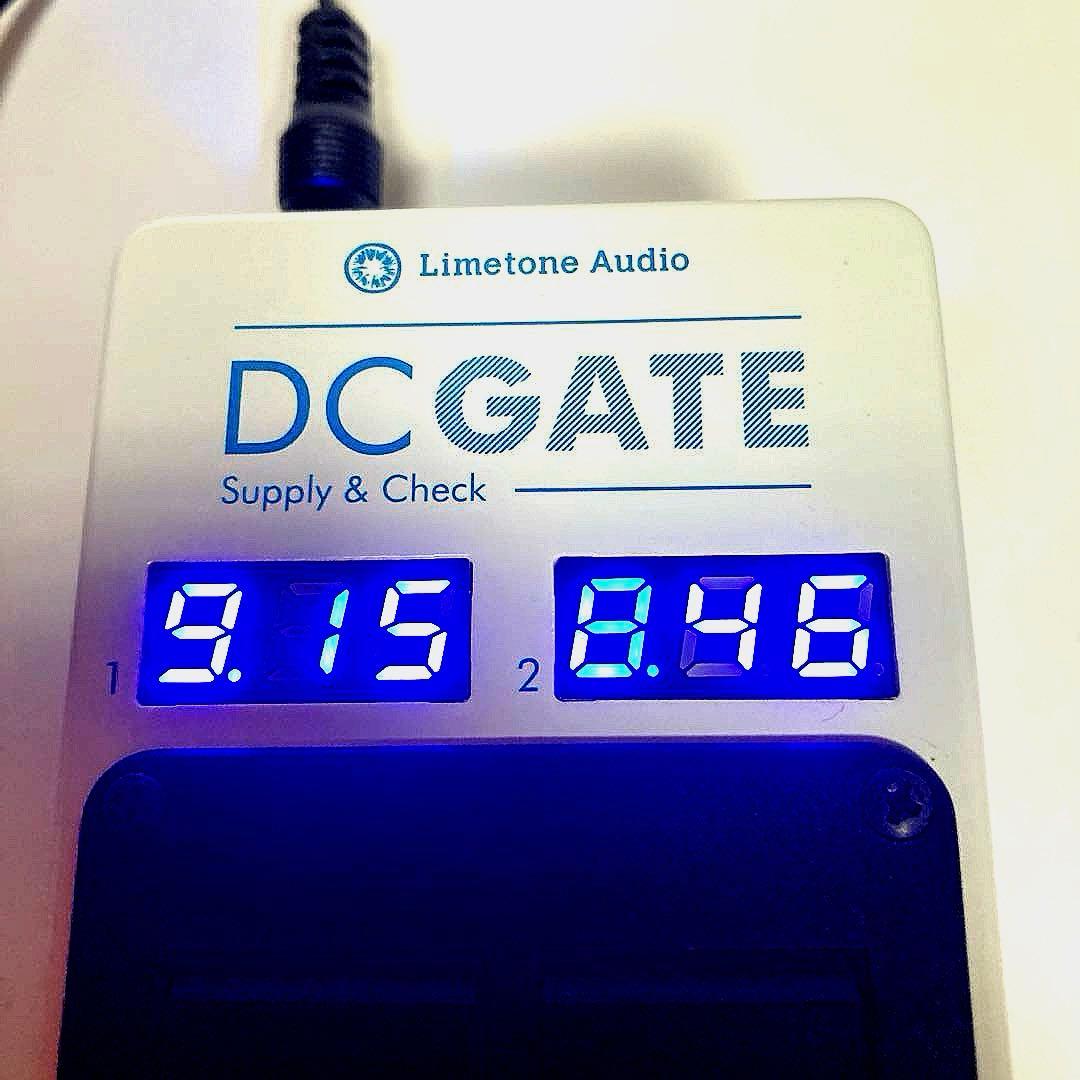 Limetone Audio
DC GATE
Supply & Check
1 9.15 2 8.46